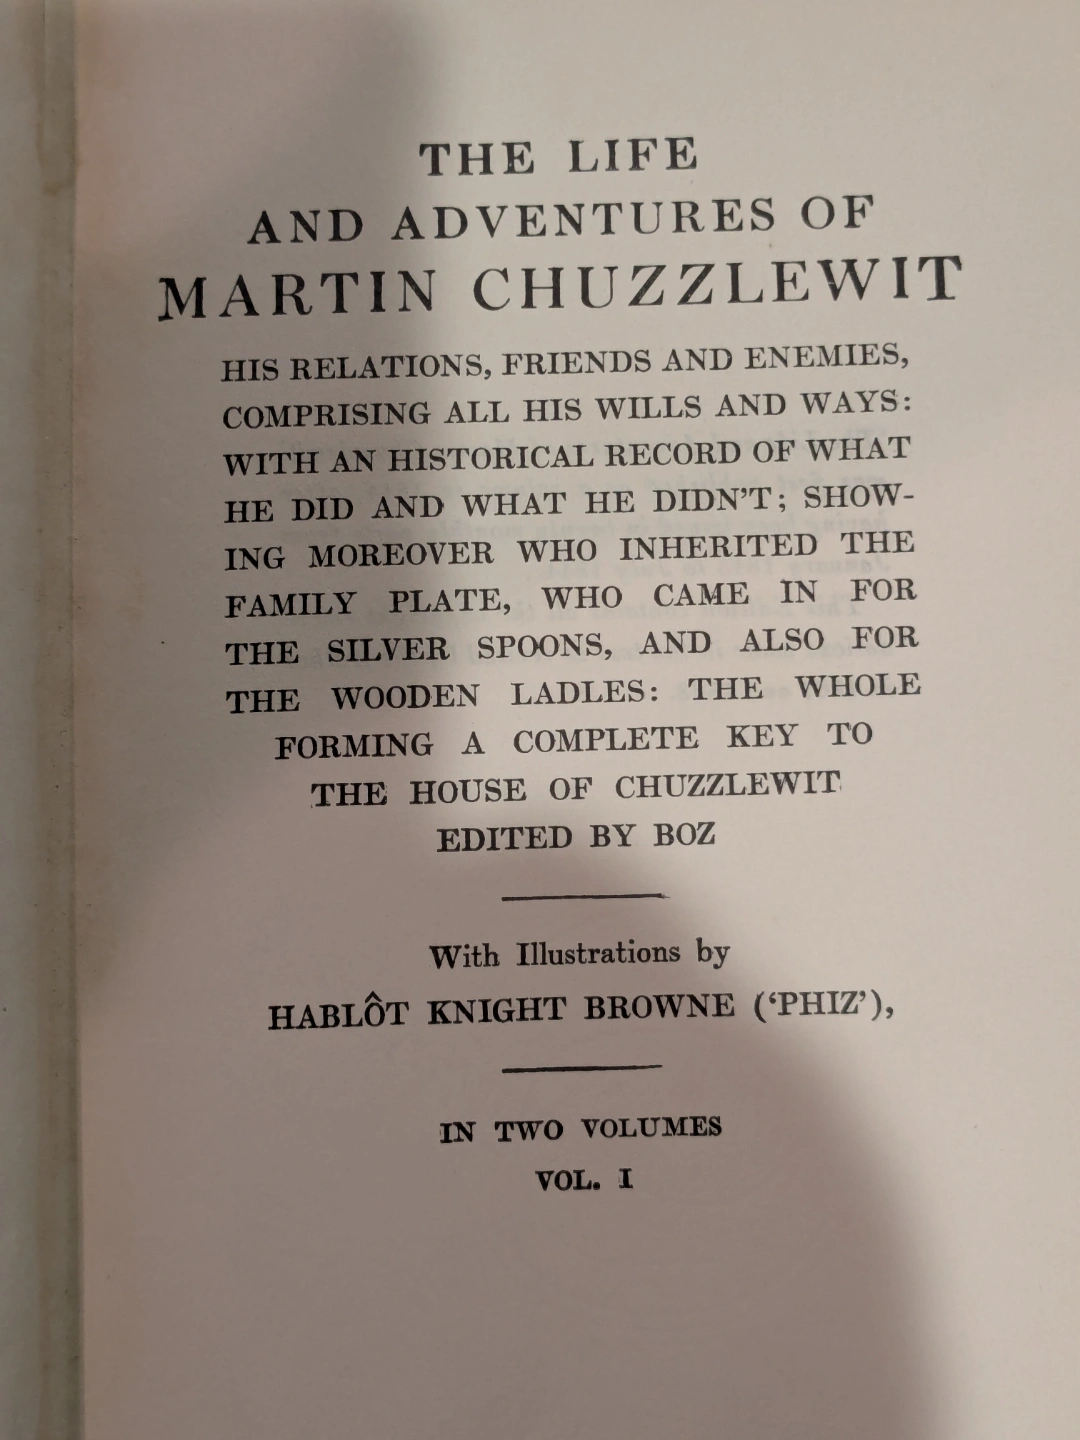 THE LIFE
AND ADVENTURES OF
MARTIN CHUZZLEWIT
HIS RELATIONS, FRIENDS AND ENEMIES,
COMPRISING ALL HIS WILLS AND WAYS:
WITH AN HISTORICAL RECORD OF WHAT
HE DID AND WHAT HE DIDN'T; SHOW-
ING MOREOVER WHO INHERITED THE
FAMILY PLATE, WHO CAME IN FOR
THE SILVER SPOONS, AND ALSO FOR
THE WOODEN LADLES: THE WHOLE
FORMING A COMPLETE KEY TO
THE HOUSE OF CHUZZLEWIT
EDITED BY BOZ
With Illustrations by
HABLÔT KNIGHT BROWNE (‘PHIZ’),
IN TWO VOLUMES
VOL. I